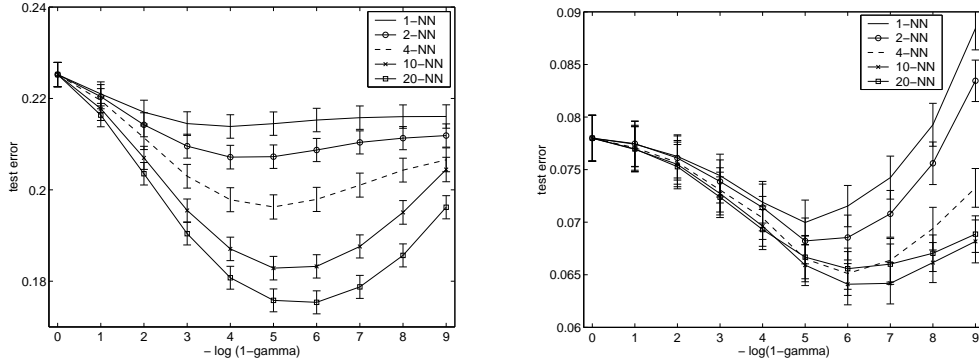 0.24
0.22
0.2
0.18
test error
0 1 2 3 4 5 6 7 8 9
− log (1−gamma)
1−NN
2−NN
4−NN
10−NN
20−NN
0.09
0.085
0.08
0.075
0.07
0.065
0.06
test error
0 1 2 3 4 5 6 7 8 9
− log(1−gamma)
1−NN
2−NN
4−NN
10−NN
20−NN